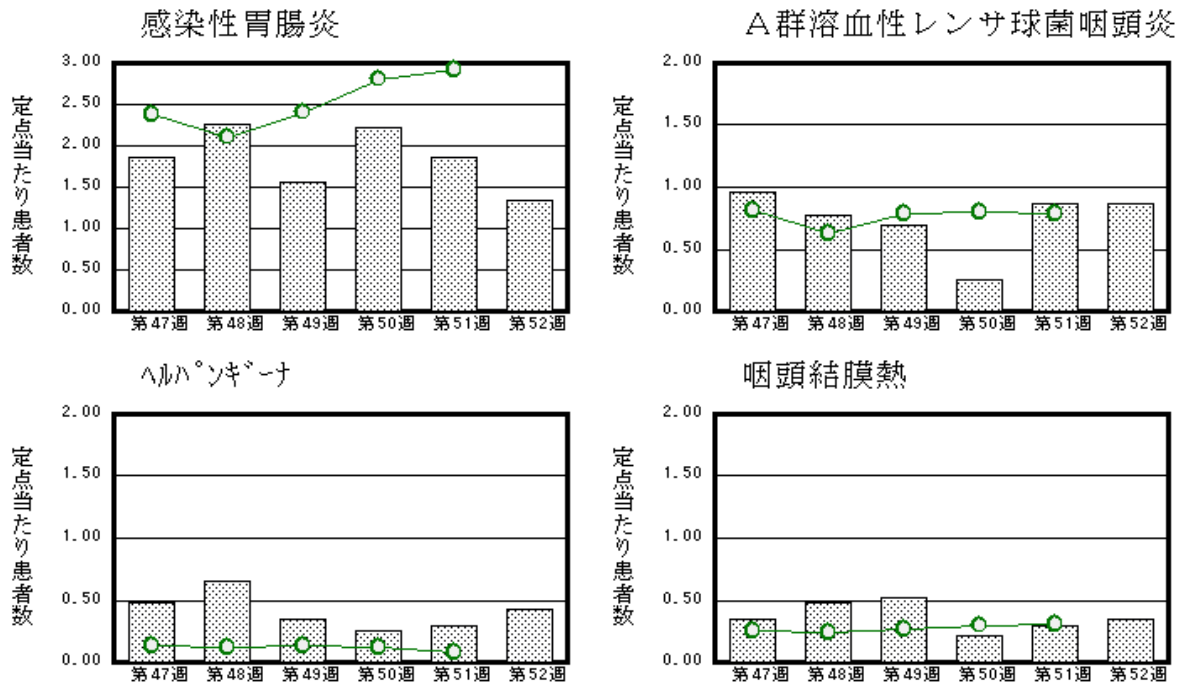 感染性胃腸炎
定点当たり患者数
3.00
2.50
2.00
1.50
1.00
0.50
0.00
第47週 第48週 第49週 第50週 第51週 第52週
A群溶血性レンサ球菌咽頭炎
定点当たり患者数
2.00
1.50
1.00
0.50
0.00
第47週 第48週 第49週 第50週 第51週 第52週
ﾍﾙﾊﾟﾝｷﾞｰﾅ
定点当たり患者数
2.00
1.50
1.00
0.50
0.00
第47週 第48週 第49週 第50週 第51週 第52週
咽頭結膜熱
定点当たり患者数
2.00
1.50
1.00
0.50
0.00
第47週 第48週 第49週 第50週 第51週 第52週